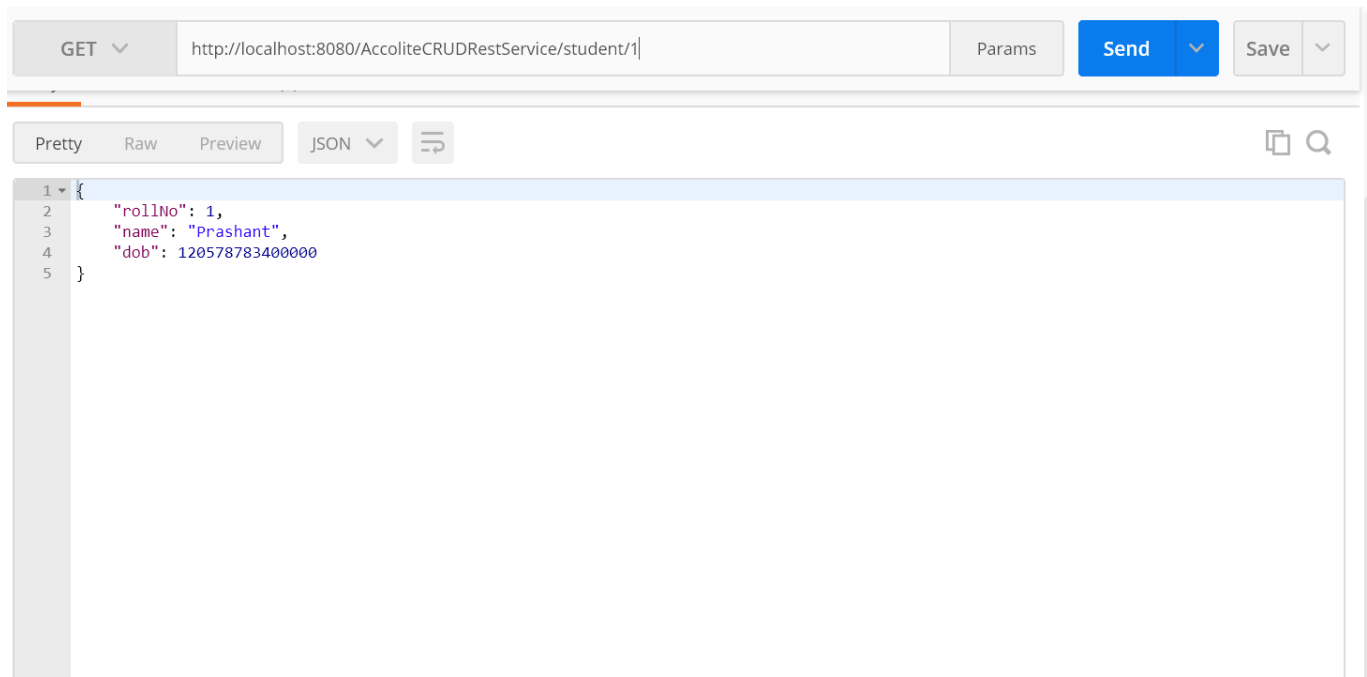 GET http://localhost:8080/AccoliteCRUDRestService/student/1 Params Send Save
Pretty Raw Preview JSON
1 {
2 "rollNo": 1,
3 "name": "Prashant",
4 "dob": 120578783400000
5 }